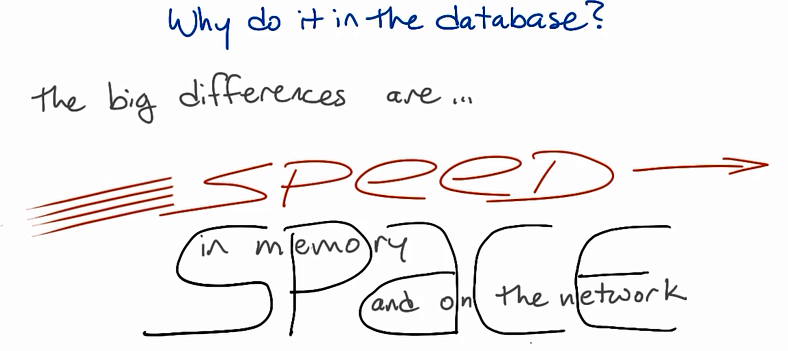 Why do it in the database?
the big differences are...
SPeeD
SPaCE
in memory
and on the network